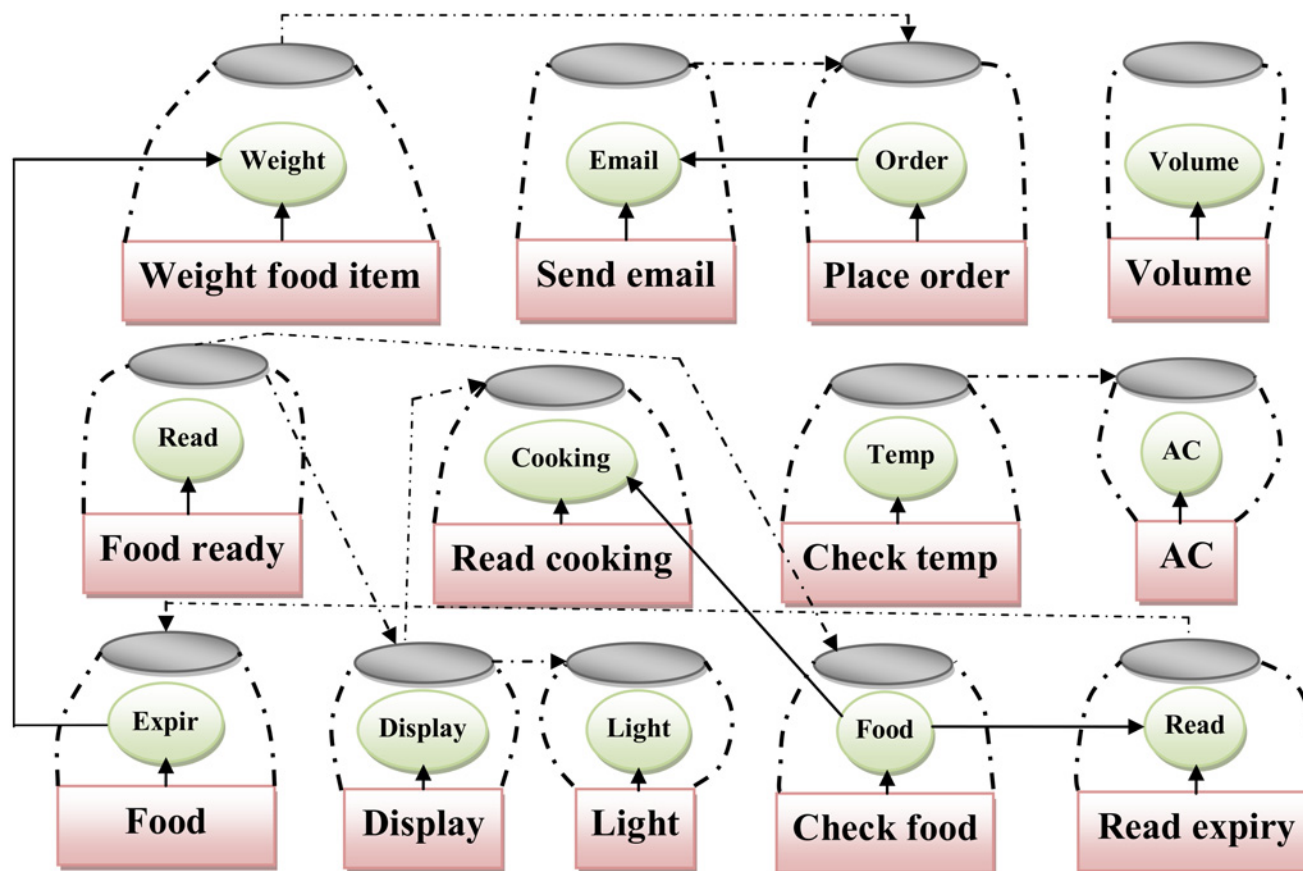 Weight
Email
Order
Volume
Weight food item
Send email
Place order
Volume
Read
Cooking
Temp
AC
Food ready
Read cooking
Check temp
AC
Expir
Display
Light
Food
Read
Food
Display
Light
Check food
Read expiry